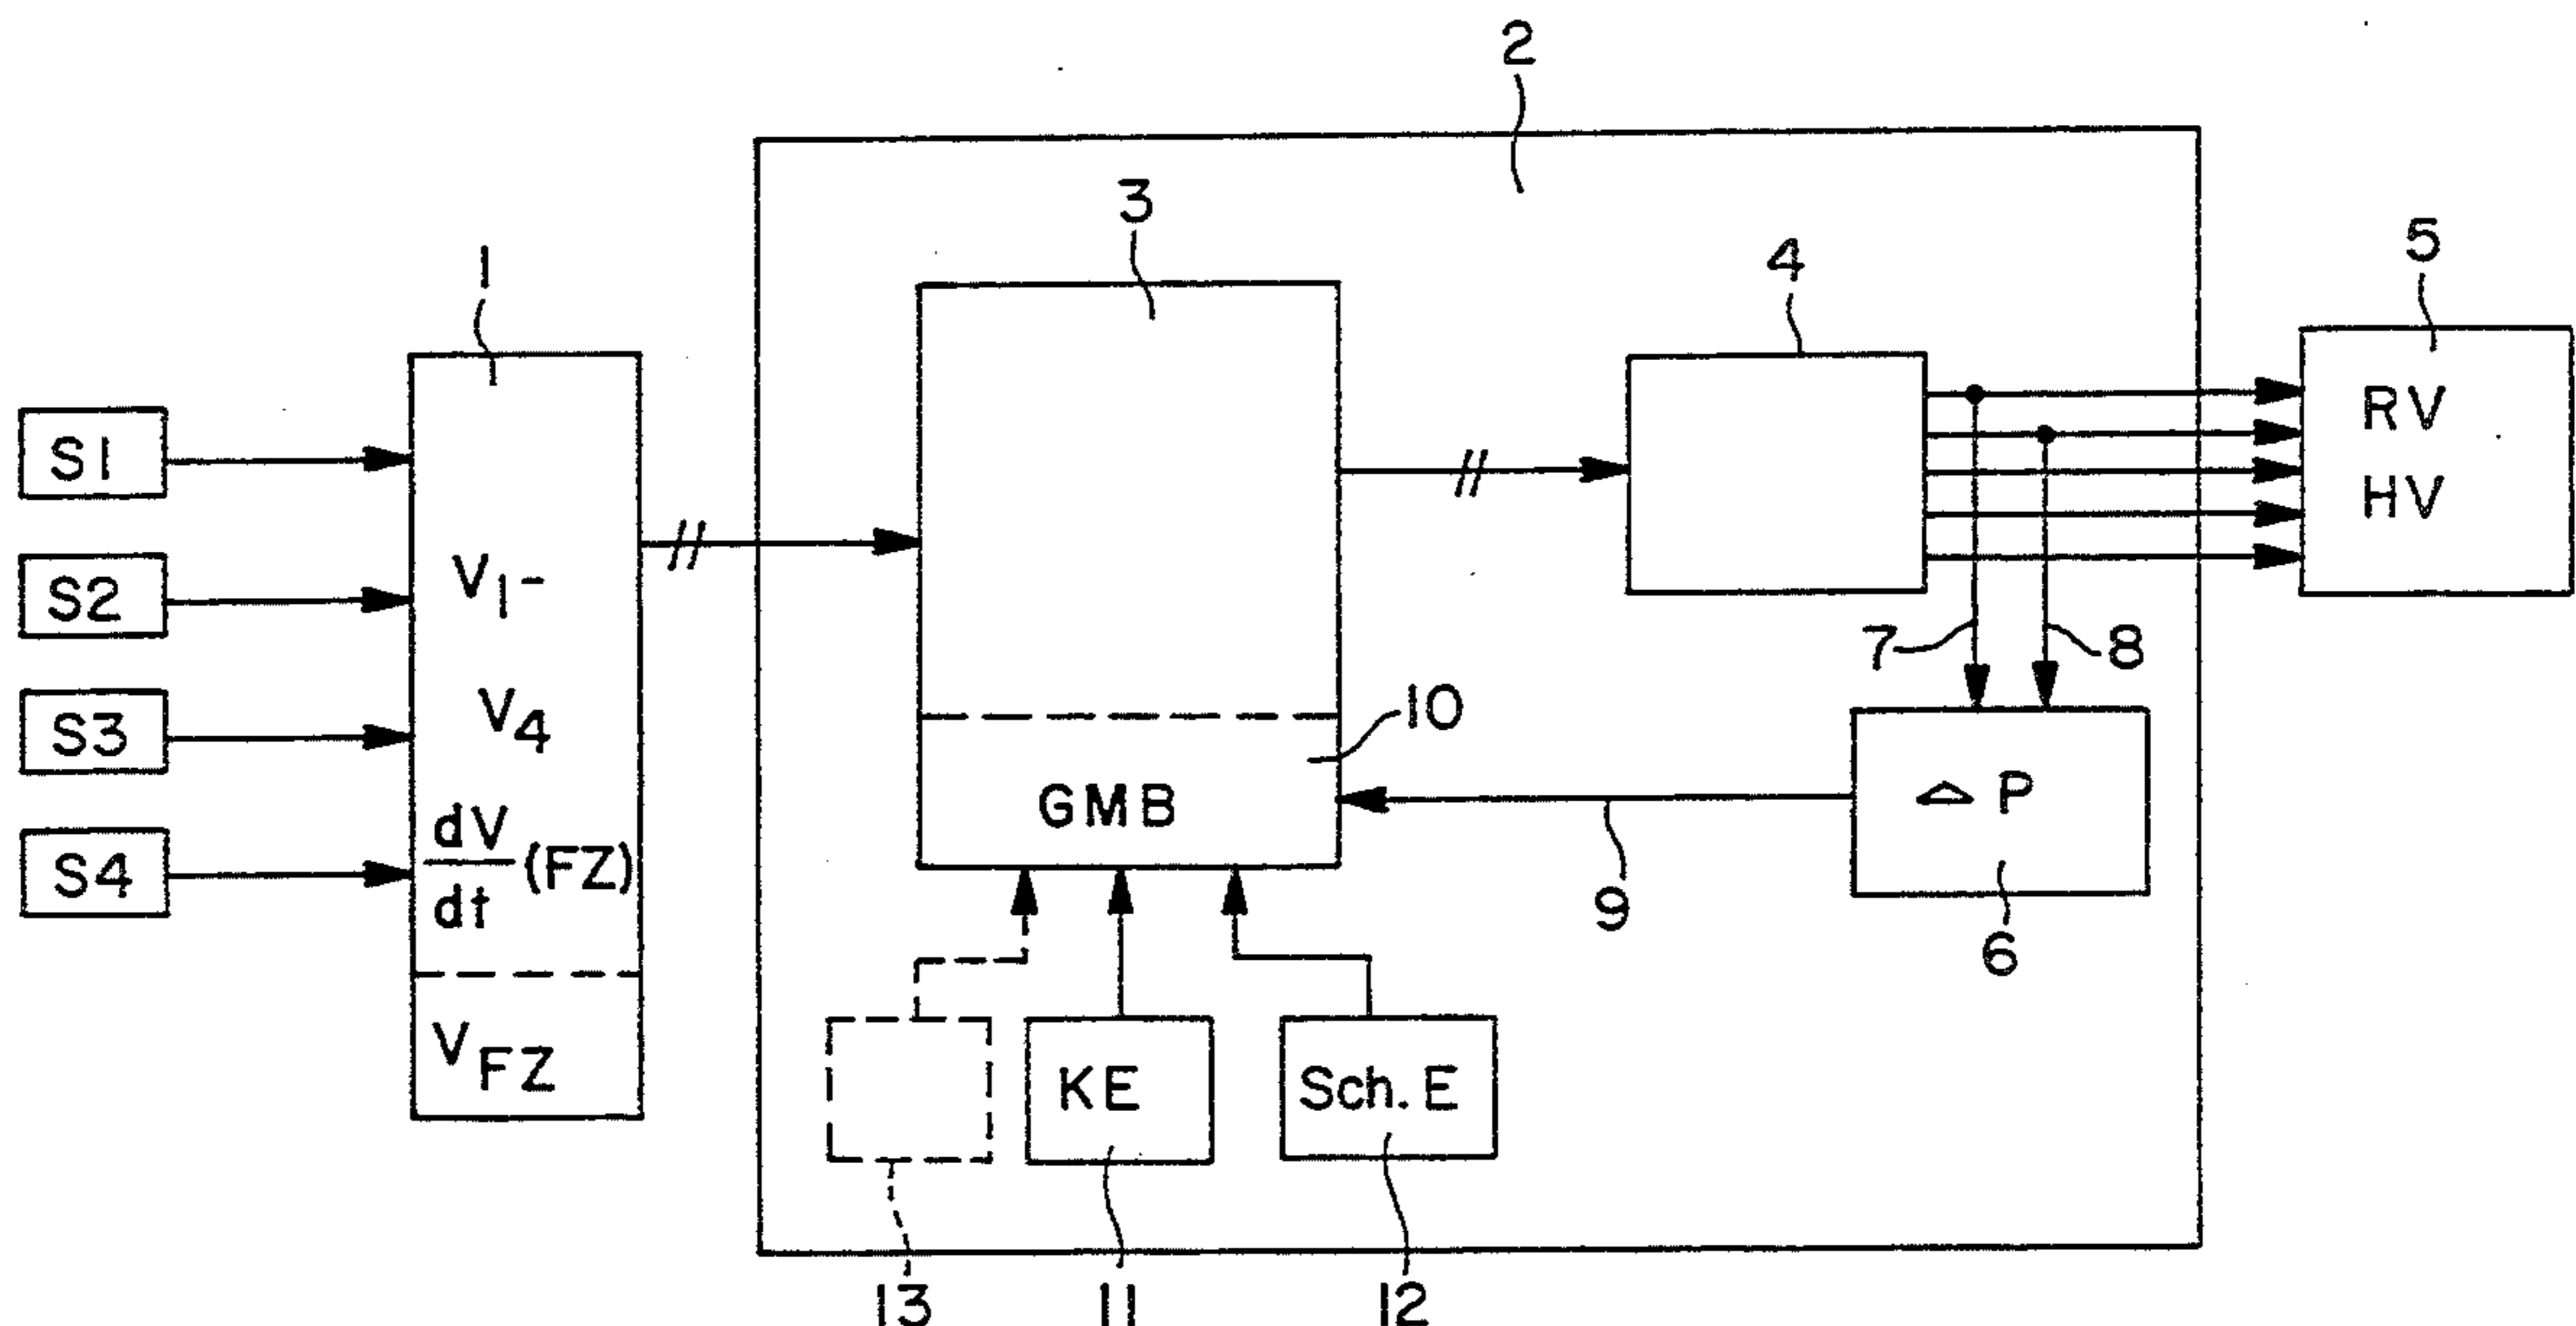 2
3
1
4
5
S1
S2
S3
S4
V1-
V4
dV
dt
(FZ)
VFZ
RV
HV
7
8
10
GMB
△ P
9
6
KE
Sch. E
13
11
12